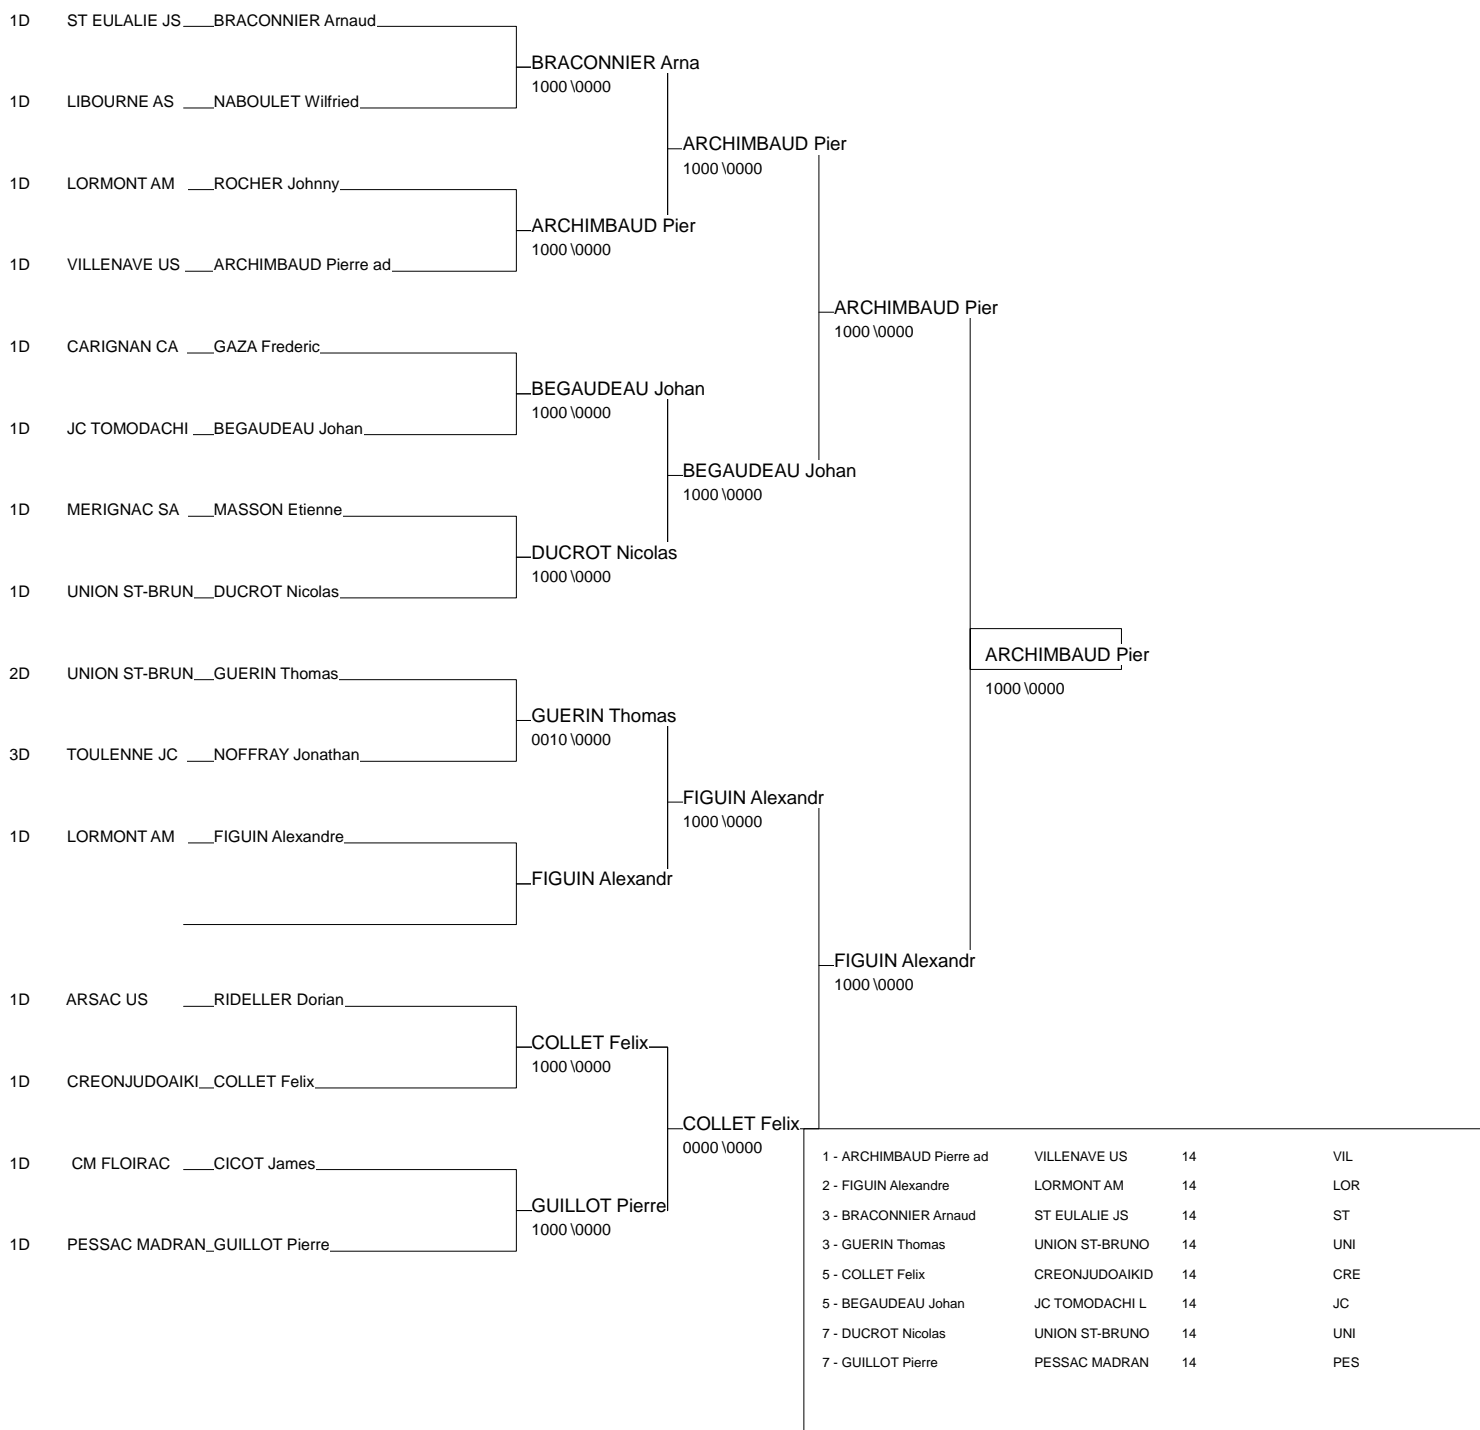 1D ST EULALIE JS BRACONNIER Arnaud
BRACONNIER Arna
1000 \0000
1D LIBOURNE AS NABOULET Wilfried
ARCHIMBAUD Pier
1000 \0000
1D LORMONT AM ROCHER Johnny
ARCHIMBAUD Pier
1000 \0000
1D VILLENAVE US ARCHIMBAUD Pierre ad
ARCHIMBAUD Pier
1000 \0000
1D CARIGNAN CA GAZA Frederic
BEGAUDEAU Johan
1000 \0000
1D JC TOMODACHI BEGAUDEAU Johan
BEGAUDEAU Johan
1000 \0000
1D MERIGNAC SA MASSON Etienne
DUCROT Nicolas
1000 \0000
1D UNION ST-BRUN DUCROT Nicolas
ARCHIMBAUD Pier
1000 \0000
2D UNION ST-BRUN GUERIN Thomas
GUERIN Thomas
0010 \0000
3D TOULENNE JC NOFFRAY Jonathan
FIGUIN Alexandr
1000 \0000
1D LORMONT AM FIGUIN Alexandre
FIGUIN Alexandr
FIGUIN Alexandr
1000 \0000
1D ARSAC US RIDELLER Dorian
COLLET Felix
1000 \0000
1D CREONJUDOAIKI COLLET Felix
COLLET Felix
0000 \0000
1D CM FLOIRAC CICOT James
GUILLOT Pierre
1000 \0000
1D PESSAC MADRAN GUILLOT Pierre
1 - ARCHIMBAUD Pierre ad VILLENAVE US 14 VIL
2 - FIGUIN Alexandre LORMONT AM 14 LOR
3 - BRACONNIER Arnaud ST EULALIE JS 14 ST
3 - GUERIN Thomas UNION ST-BRUNO 14 UNI
5 - COLLET Felix CREONJUDOAIKID 14 CRE
5 - BEGAUDEAU Johan JC TOMODACHI L 14 JC
7 - DUCROT Nicolas UNION ST-BRUNO 14 UNI
7 - GUILLOT Pierre PESSAC MADRAN 14 PES